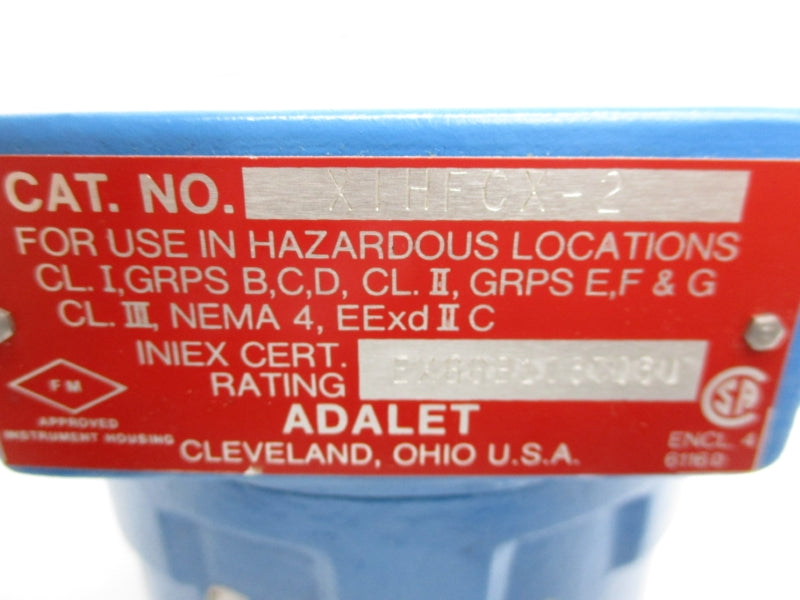 CAT. NO. XIHFCX-2
FOR USE IN HAZARDOUS LOCATIONS
CL. I, GRPS B,C,D, CL. II, GRPS E,F & G
CL. III, NEMA 4, EExd II C
INIEX CERT.
RATING
FM
APPROVED
INSTRUMENT HOUSING
ADALET
CLEVELAND, OHIO U.S.A.
SA
ENCL. 4